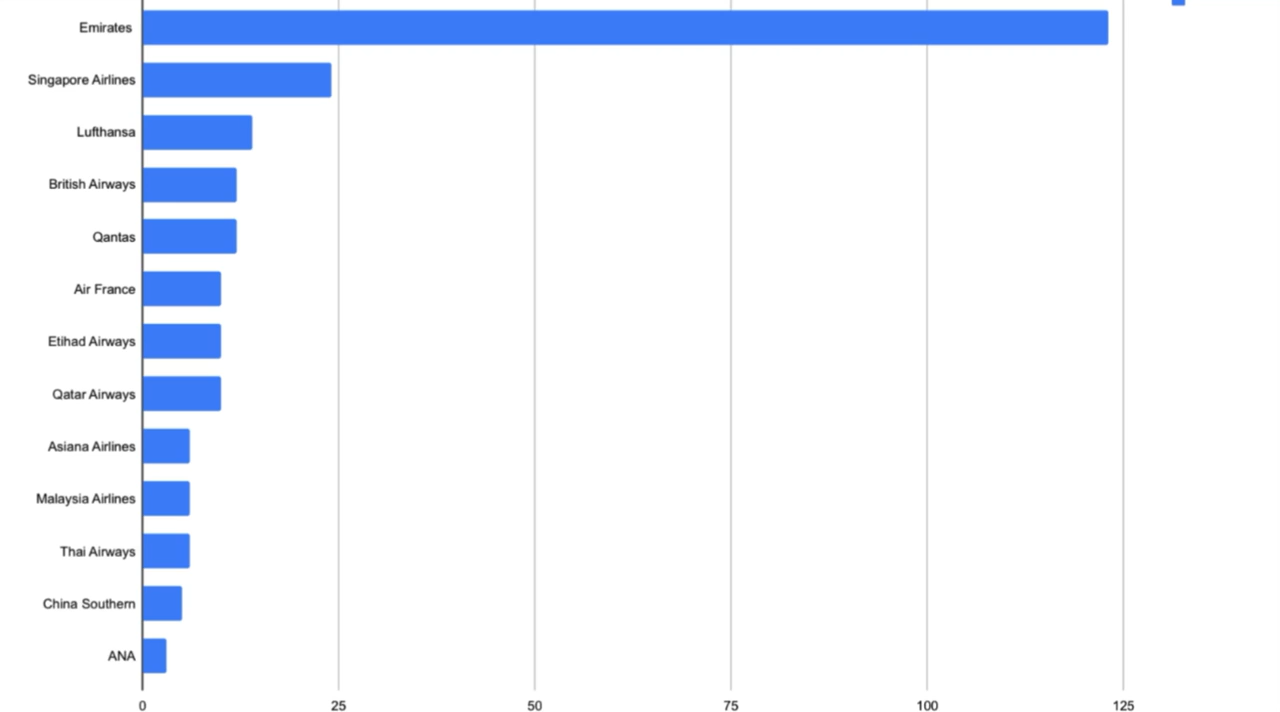 Emirates
Singapore Airlines
Lufthansa
British Airways
Qantas
Air France
Etihad Airways
Qatar Airways
Asiana Airlines
Malaysia Airlines
Thai Airways
China Southern
ANA
0 25 50 75 100 125